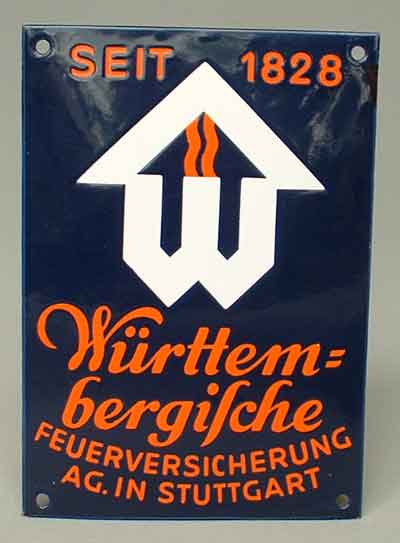 SEIT 1828
W
Württem=
bergiſche
FEUERVERSICHERUNG
AG. IN STUTTGART